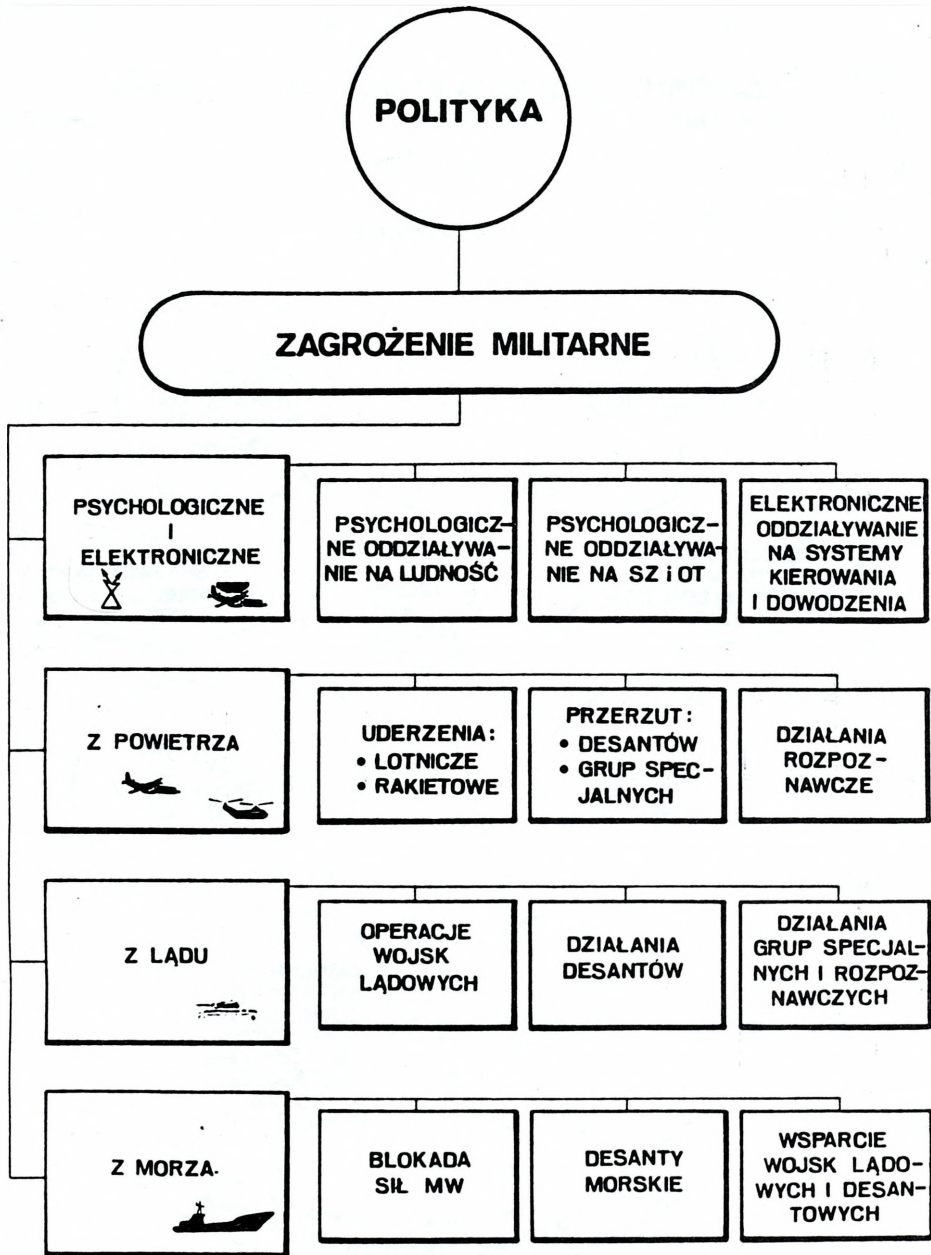 POLITYKA
ZAGROŻENIE MILITARNE
PSYCHOLOGICZNE
I
ELEKTRONICZNE
PSYCHOLOGICZ-
NE ODDZIAŁYWA-
NIE NA LUDNOŚĆ
PSYCHOLOGICZ-
NE ODDZIAŁYWA-
NIE NA SZ i OT
ELEKTRONICZNE
ODDZIAŁYWANIE
NA SYSTEMY
KIEROWANIA
I DOWODZENIA
Z POWIETRZA
UDERZENIA:
• LOTNICZE
• RAKIETOWE
PRZERZUT:
• DESANTÓW
• GRUP SPEC-
JALNYCH
DZIAŁANIA
ROZPOZ-
NAWCZE
Z LĄDU
OPERACJE
WOJSK
LĄDOWYCH
DZIAŁANIA
DESANTÓW
DZIAŁANIA
GRUP SPECJAL-
NYCH I ROZPOZ-
NAWCZYCH
Z MORZA
BLOKADA
SIŁ MW
DESANTY
MORSKIE
WSPARCIE
WOJSK LĄDO-
WYCH I DESAN-
TOWYCH